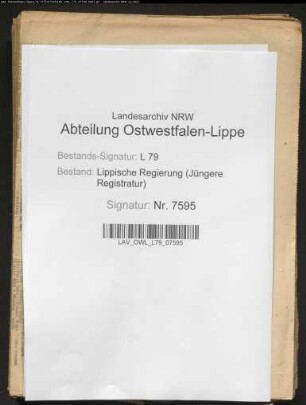 Landesarchiv NRW
Abteilung Ostwestfalen-Lippe
Bestands-Signatur: L 79
Bestand: Lippische Regierung (Jüngere
Registratur)
Signatur: Nr. 7595
LAV_OWL_L79_07595